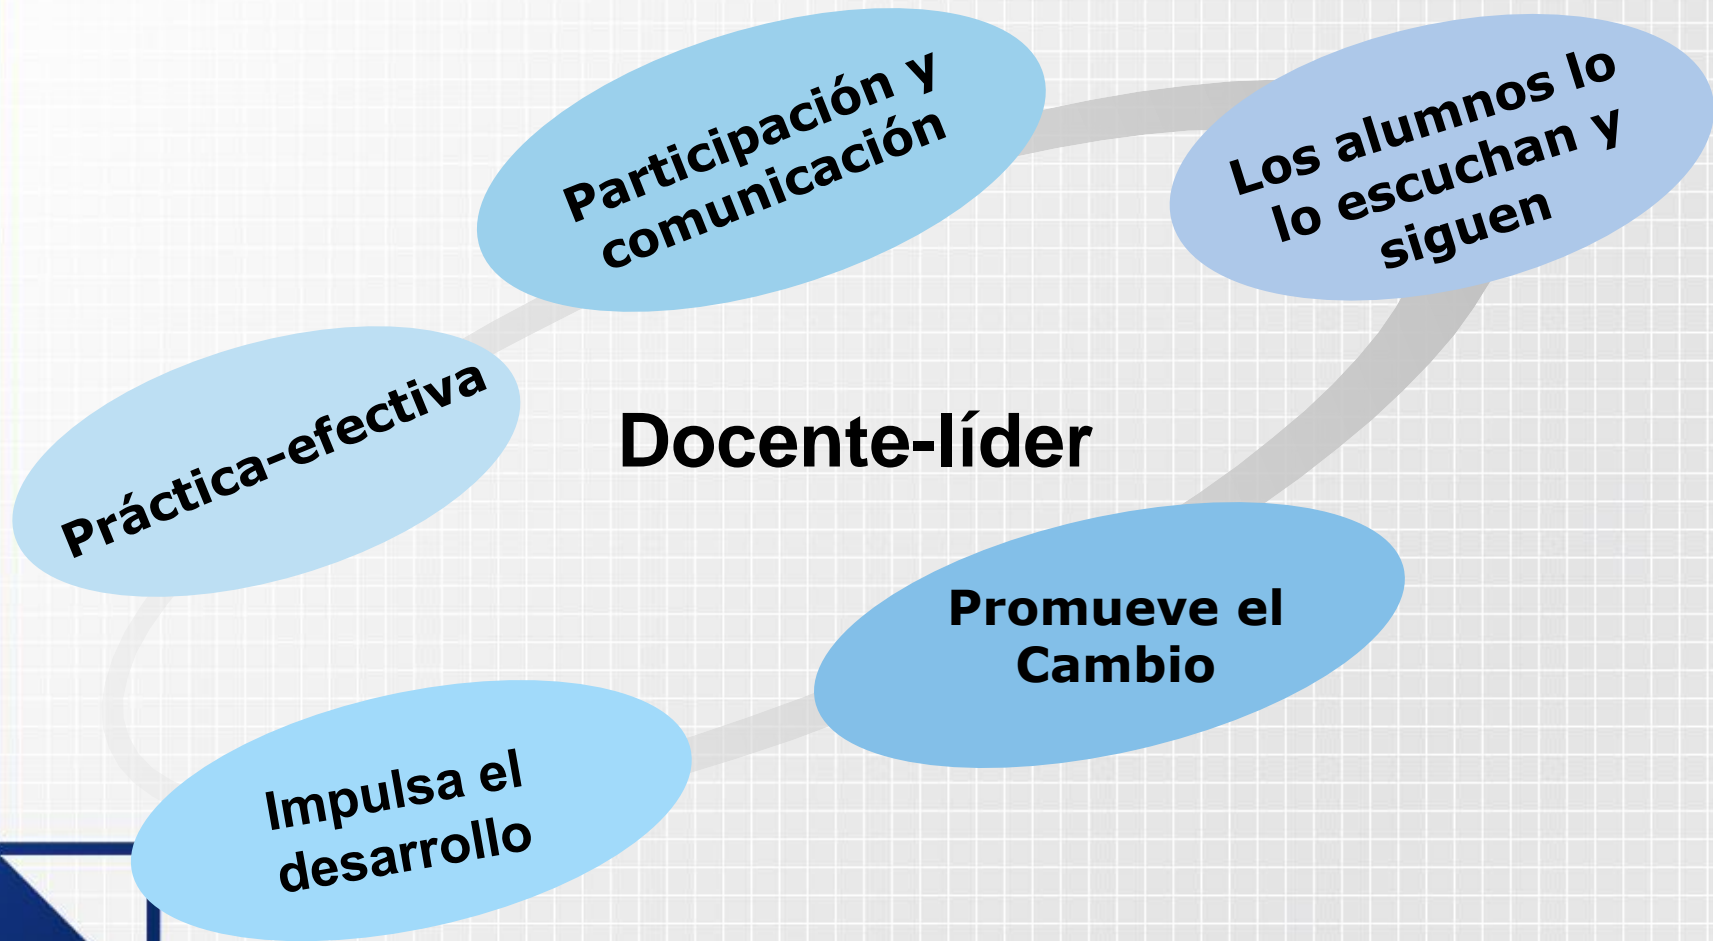 Participación y
comunicación
Los alumnos lo
lo escuchan y
siguen
Práctica-efectiva
Docente-líder
Promueve el
Cambio
Impulsa el
desarrollo